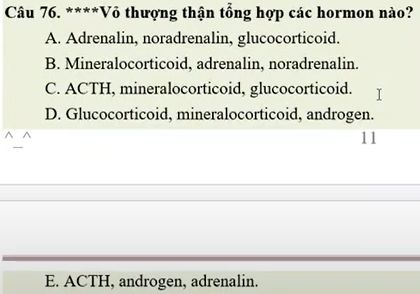 Câu 76. ****Vỏ thượng thận tổng hợp các hormon nào?
A. Adrenalin, noradrenalin, glucocorticoid.
B. Mineralocorticoid, adrenalin, noradrenalin.
C. ACTH, mineralocorticoid, glucocorticoid.
D. Glucocorticoid, mineralocorticoid, androgen.
^_^ 11
E. ACTH, androgen, adrenalin.